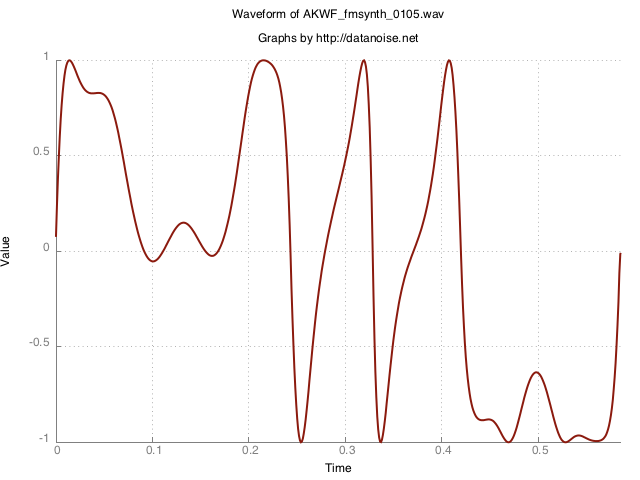 Waveform of AKWF_fmsynth_0105.wav
Graphs by http://datanoise.net
1
0.5
0
-0.5
-1
Value
0
0.1
0.2
0.3
0.4
0.5
Time